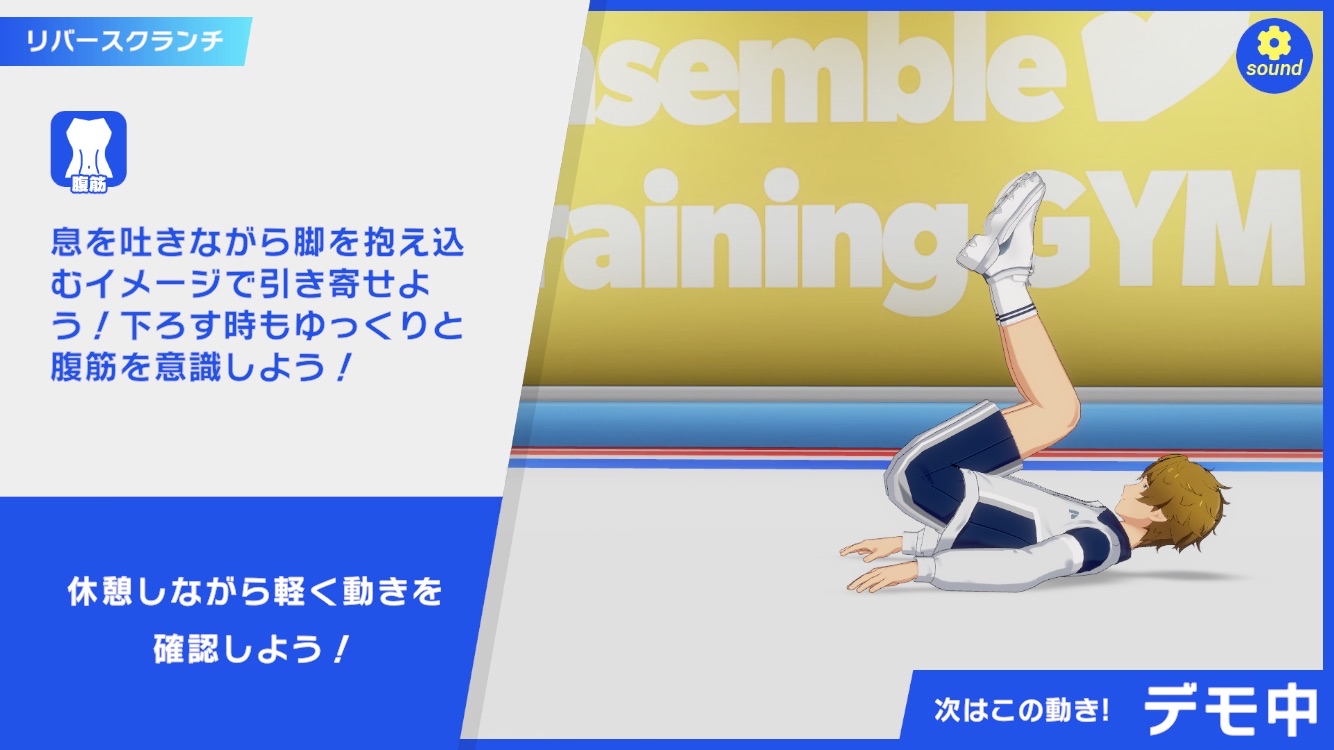 リバースクランチ
腹筋
息を吐きながら脚を抱え込
むイメージで引き寄せよ
う！下ろす時もゆっくりと
腹筋を意識しよう！
休憩しながら軽く動きを
確認しよう！
nsemble
raining GYM
sound
次はこの動き!
デモ中